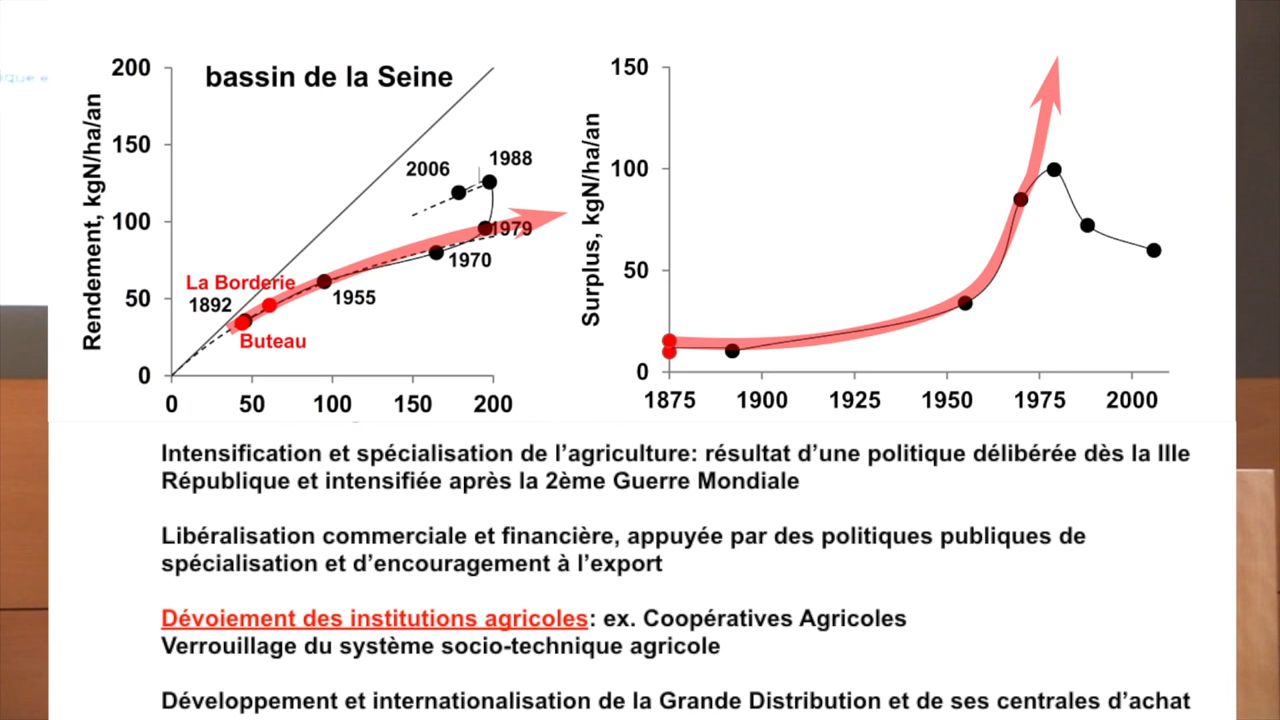 bassin de la Seine
Rendement, kgN/ha/an
200
150
100
50
0
0 50 100 150 200
2006
1988
1979
1970
1955
La Borderie
1892
Buteau
Surplus, kgN/ha/an
150
100
50
0
1875 1900 1925 1950 1975 2000
Intensification et spécialisation de l’agriculture: résultat d’une politique délibérée dès la IIIe
République et intensifiée après la 2ème Guerre Mondiale
Libéralisation commerciale et financière, appuyée par des politiques publiques de
spécialisation et d’encouragement à l’export
Dévoiement des institutions agricoles: ex. Coopératives Agricoles
Verrouillage du système socio-technique agricole
Développement et internationalisation de la Grande Distribution et de ses centrales d’achat